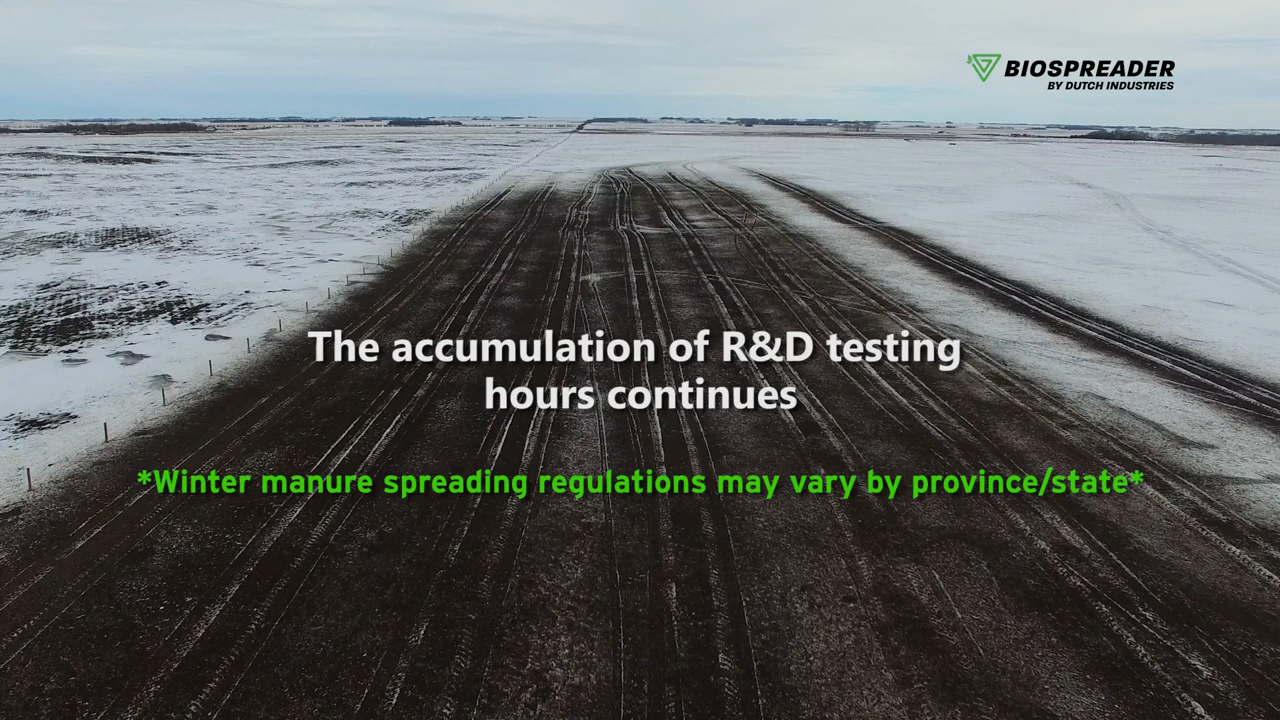 BIOSPREADER
BY DUTCH INDUSTRIES
The accumulation of R&D testing
hours continues
*Winter manure spreading regulations may vary by province/state*